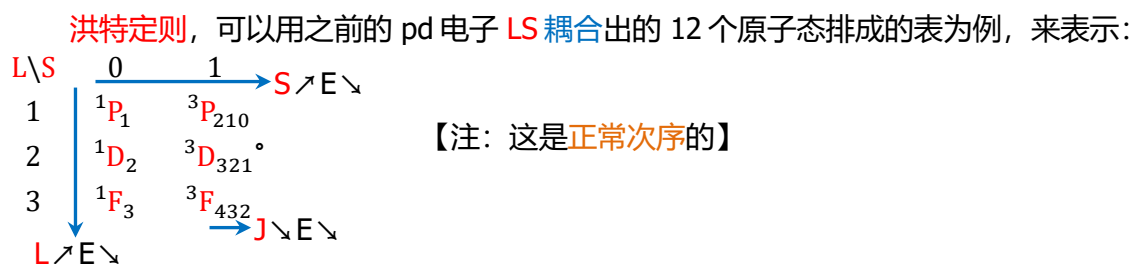 洪特定则，可以用之前的 pd 电子 LS 耦合出的 12 个原子态排成的表为例，来表示：
L\S 0 1 S↗E↘
1 ¹P₁ ³P₂₁₀
2 ¹D₂ ³D₃₂₁。 【注：这是正常次序的】
3 ¹F₃ ³F₄₃₂
J↘E↘
L↗E↘